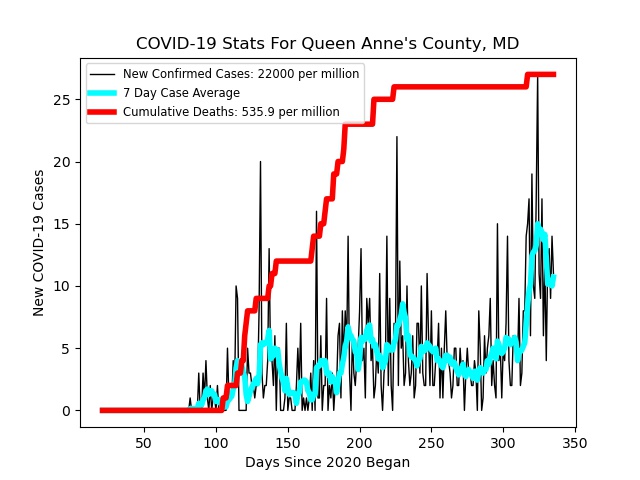 COVID-19 Stats For Queen Anne's County, MD
New Confirmed Cases: 22000 per million
7 Day Case Average
Cumulative Deaths: 535.9 per million
New COVID-19 Cases
25
20
15
10
5
0
50 100 150 200 250 300 350
Days Since 2020 Began